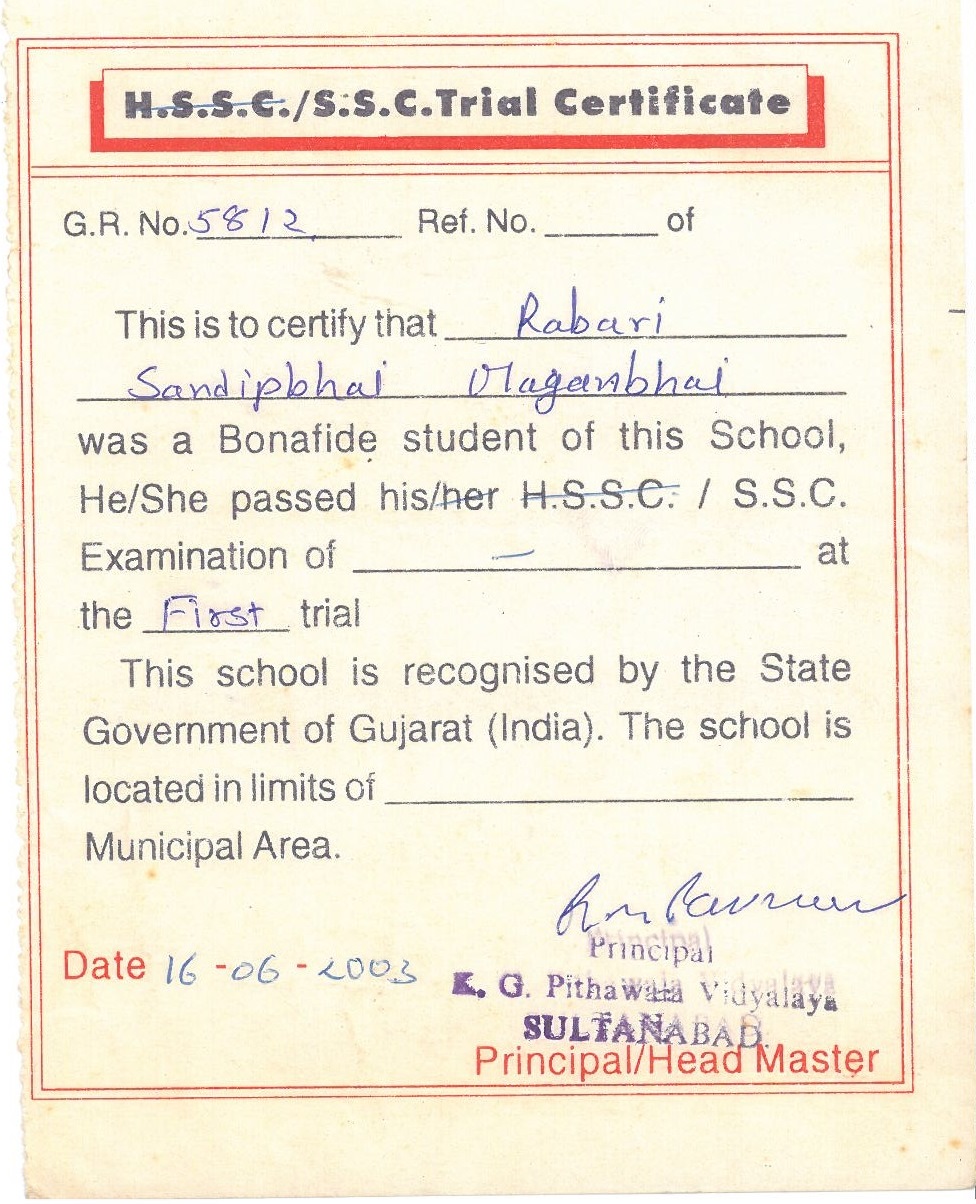 H.S.S.C./S.S.C.Trial Certificate
G.R. No. 5812 Ref. No. ______ of
This is to certify that Rabari
Sandipbhai Maganbhai
was a Bonafide student of this School,
He/She passed his/her H.S.S.C. / S.S.C.
Examination of — at
the First trial
This school is recognised by the State
Government of Gujarat (India). The school is
located in limits of ______
Municipal Area.
Principal
Date 16-06-2003
K. G. Pithawala Vidyalaya
SULTANABAD.
Principal/Head Master